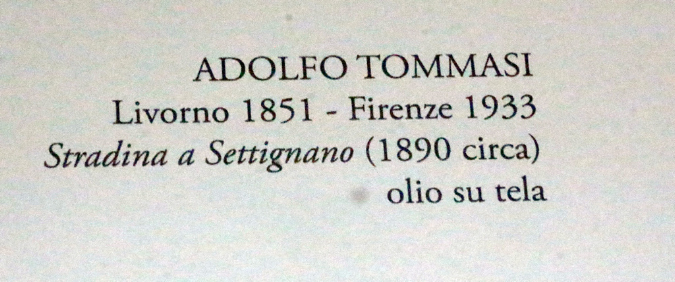 ADOLFO TOMMASI
Livorno 1851 - Firenze 1933
Stradina a Settignano (1890 circa)
olio su tela